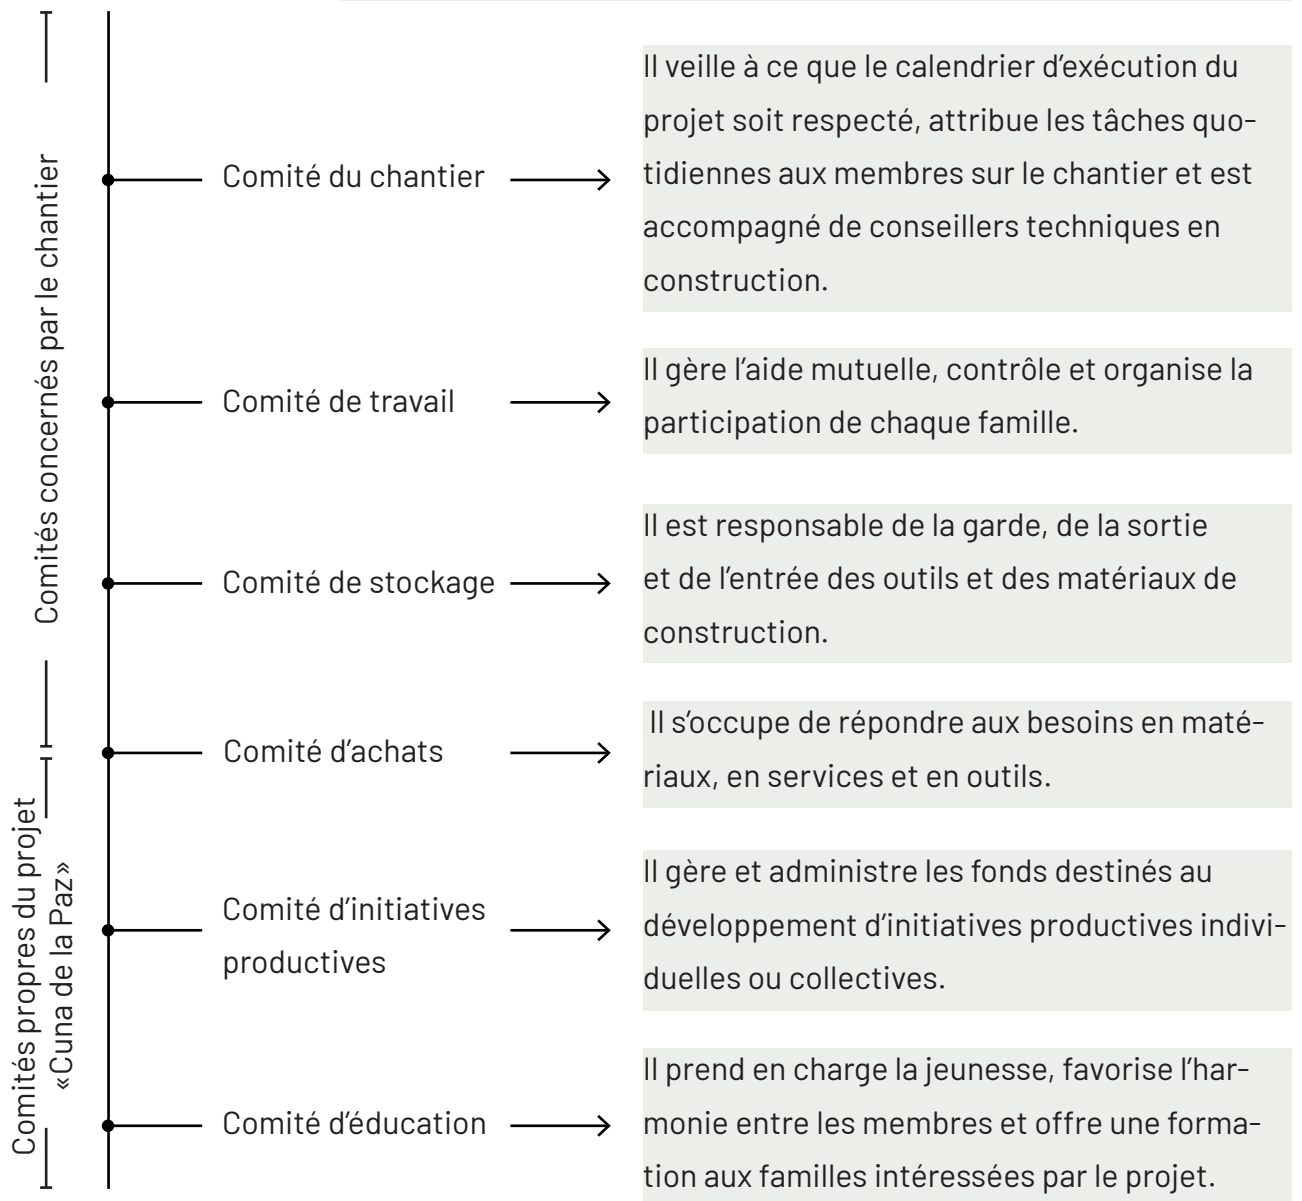 Comités concernés par le chantier
Comité du chantier
Il veille à ce que le calendrier d’exécution du
projet soit respecté, attribue les tâches quo-
tidiennes aux membres sur le chantier et est
accompagné de conseillers techniques en
construction.
Comité de travail
Il gère l’aide mutuelle, contrôle et organise la
participation de chaque famille.
Comité de stockage
Il est responsable de la garde, de la sortie
et de l’entrée des outils et des matériaux de
construction.
Comité d’achats
Il s’occupe de répondre aux besoins en maté-
riaux, en services et en outils.
Comités propres du projet
«Cuna de la Paz»
Comité d’initiatives
productives
Il gère et administre les fonds destinés au
développement d’initiatives productives indivi-
duelles ou collectives.
Comité d’éducation
Il prend en charge la jeunesse, favorise l’har-
monie entre les membres et offre une forma-
tion aux familles intéressées par le projet.